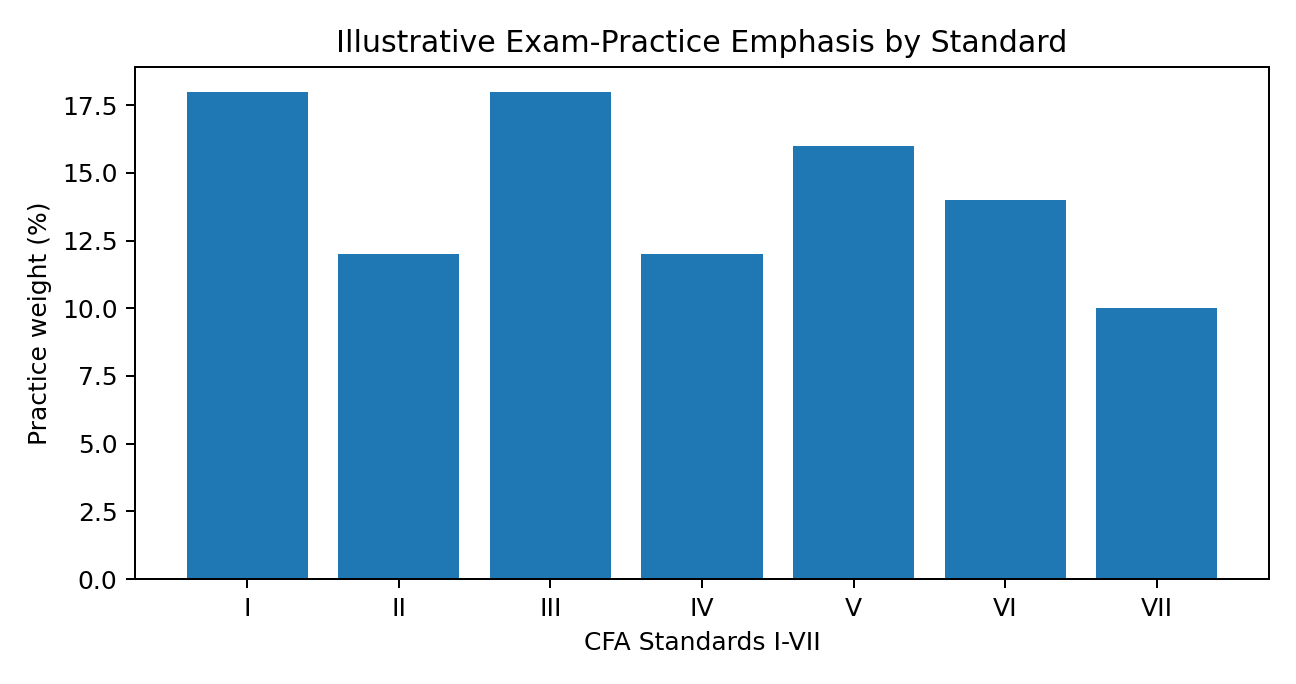 Illustrative Exam-Practice Emphasis by Standard
Practice weight (%)
17.5
15.0
12.5
10.0
7.5
5.0
2.5
0.0
I II III IV V VI VII
CFA Standards I-VII